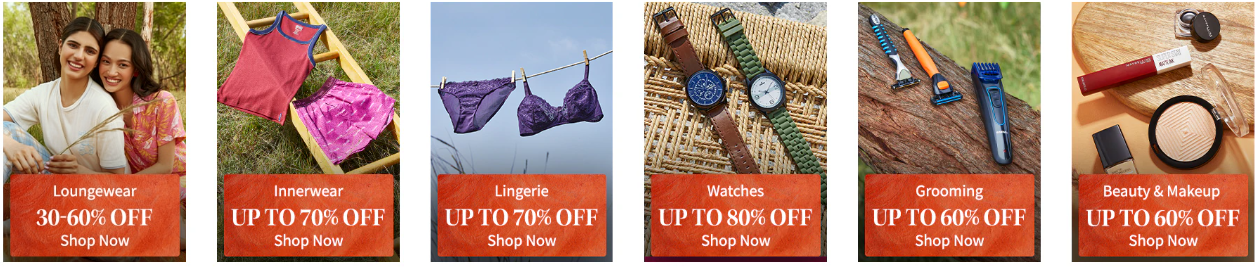 Loungewear
30-60% OFF
Shop Now
Innerwear
UP TO 70% OFF
Shop Now
Lingerie
UP TO 70% OFF
Shop Now
Watches
UP TO 80% OFF
Shop Now
Grooming
UP TO 60% OFF
Shop Now
Beauty & Makeup
UP TO 60% OFF
Shop Now